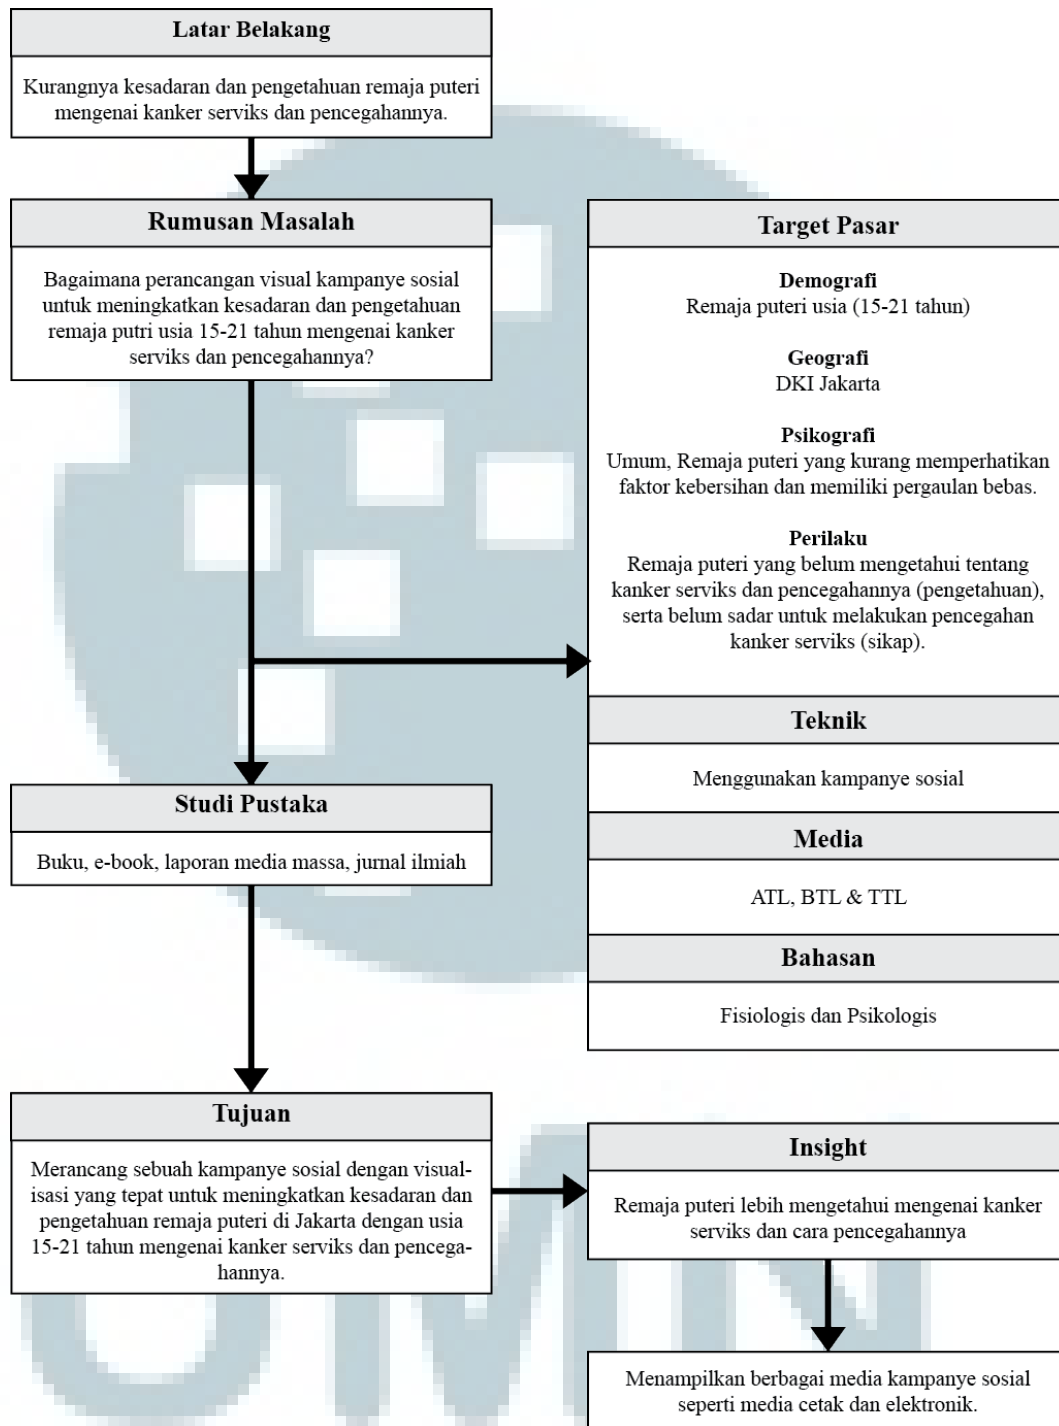 Latar Belakang
Kurangnya kesadaran dan pengetahuan remaja puteri
mengenai kanker serviks dan pencegahannya.
Rumusan Masalah
Bagaimana perancangan visual kampanye sosial
untuk meningkatkan kesadaran dan pengetahuan
remaja putri usia 15-21 tahun mengenai kanker
serviks dan pencegahannya?
Target Pasar
Demografi
Remaja puteri usia (15-21 tahun)
Geografi
DKI Jakarta
Psikografi
Umum, Remaja puteri yang kurang memperhatikan
faktor kebersihan dan memiliki pergaulan bebas.
Perilaku
Remaja puteri yang belum mengetahui tentang
kanker serviks dan pencegahannya (pengetahuan),
serta belum sadar untuk melakukan pencegahan
kanker serviks (sikap).
Teknik
Menggunakan kampanye sosial
Media
ATL, BTL & TTL
Bahasan
Fisiologis dan Psikologis
Studi Pustaka
Buku, e-book, laporan media massa, jurnal ilmiah
Tujuan
Merancang sebuah kampanye sosial dengan visual-
isasi yang tepat untuk meningkatkan kesadaran dan
pengetahuan remaja puteri di Jakarta dengan usia
15-21 tahun mengenai kanker serviks dan pencega-
hannya.
Insight
Remaja puteri lebih mengetahui mengenai kanker
serviks dan cara pencegahannya
Menampilkan berbagai media kampanye sosial
seperti media cetak dan elektronik.
UMN